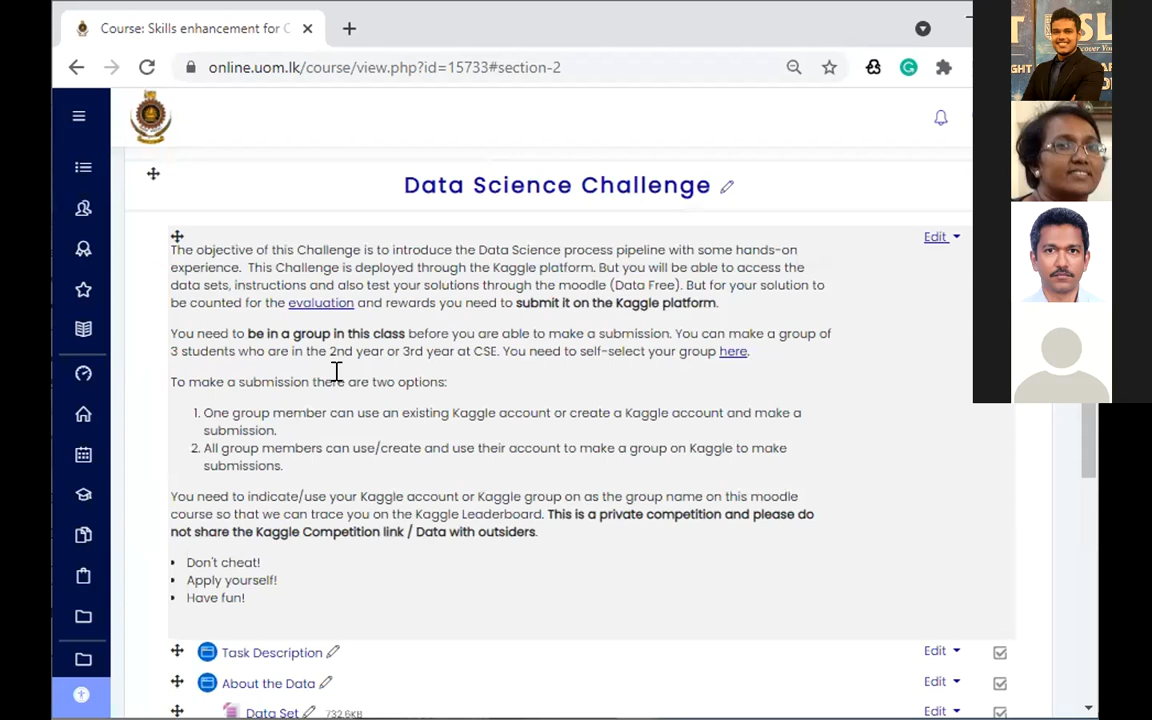 Course: Skills enhancement for C
online.uom.lk/course/view.php?id=15733#section-2
Data Science Challenge
Edit
The objective of this Challenge is to introduce the Data Science process pipeline with some hands-on
experience. This Challenge is deployed through the Kaggle platform. But you will be able to access the
data sets, instructions and also test your solutions through the moodle (Data Free). But for your solution to
be counted for the evaluation and rewards you need to submit it on the Kaggle platform.
You need to be in a group in this class before you are able to make a submission. You can make a group of
3 students who are in the 2nd year or 3rd year at CSE. You need to self-select your group here.
To make a submission there are two options:
1. One group member can use an existing Kaggle account or create a Kaggle account and make a
submission.
2. All group members can use/create and use their account to make a group on Kaggle to make
submissions.
You need to indicate/use your Kaggle account or Kaggle group on as the group name on this moodle
course so that we can trace you on the Kaggle Leaderboard. This is a private competition and please do
not share the Kaggle Competition link / Data with outsiders.
• Don't cheat!
• Apply yourself!
• Have fun!
Task Description Edit
About the Data Edit
Data Set 732.6KB Edit